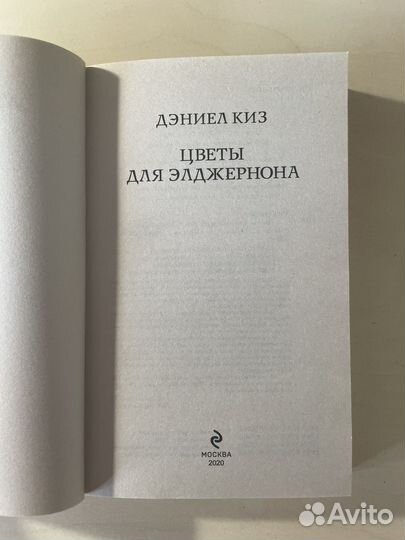 ДЭНИЕЛ КИЗ
ЦВЕТЫ
ДЛЯ ЭЛДЖЕРНОНА
МОСКВА
2020
Avito